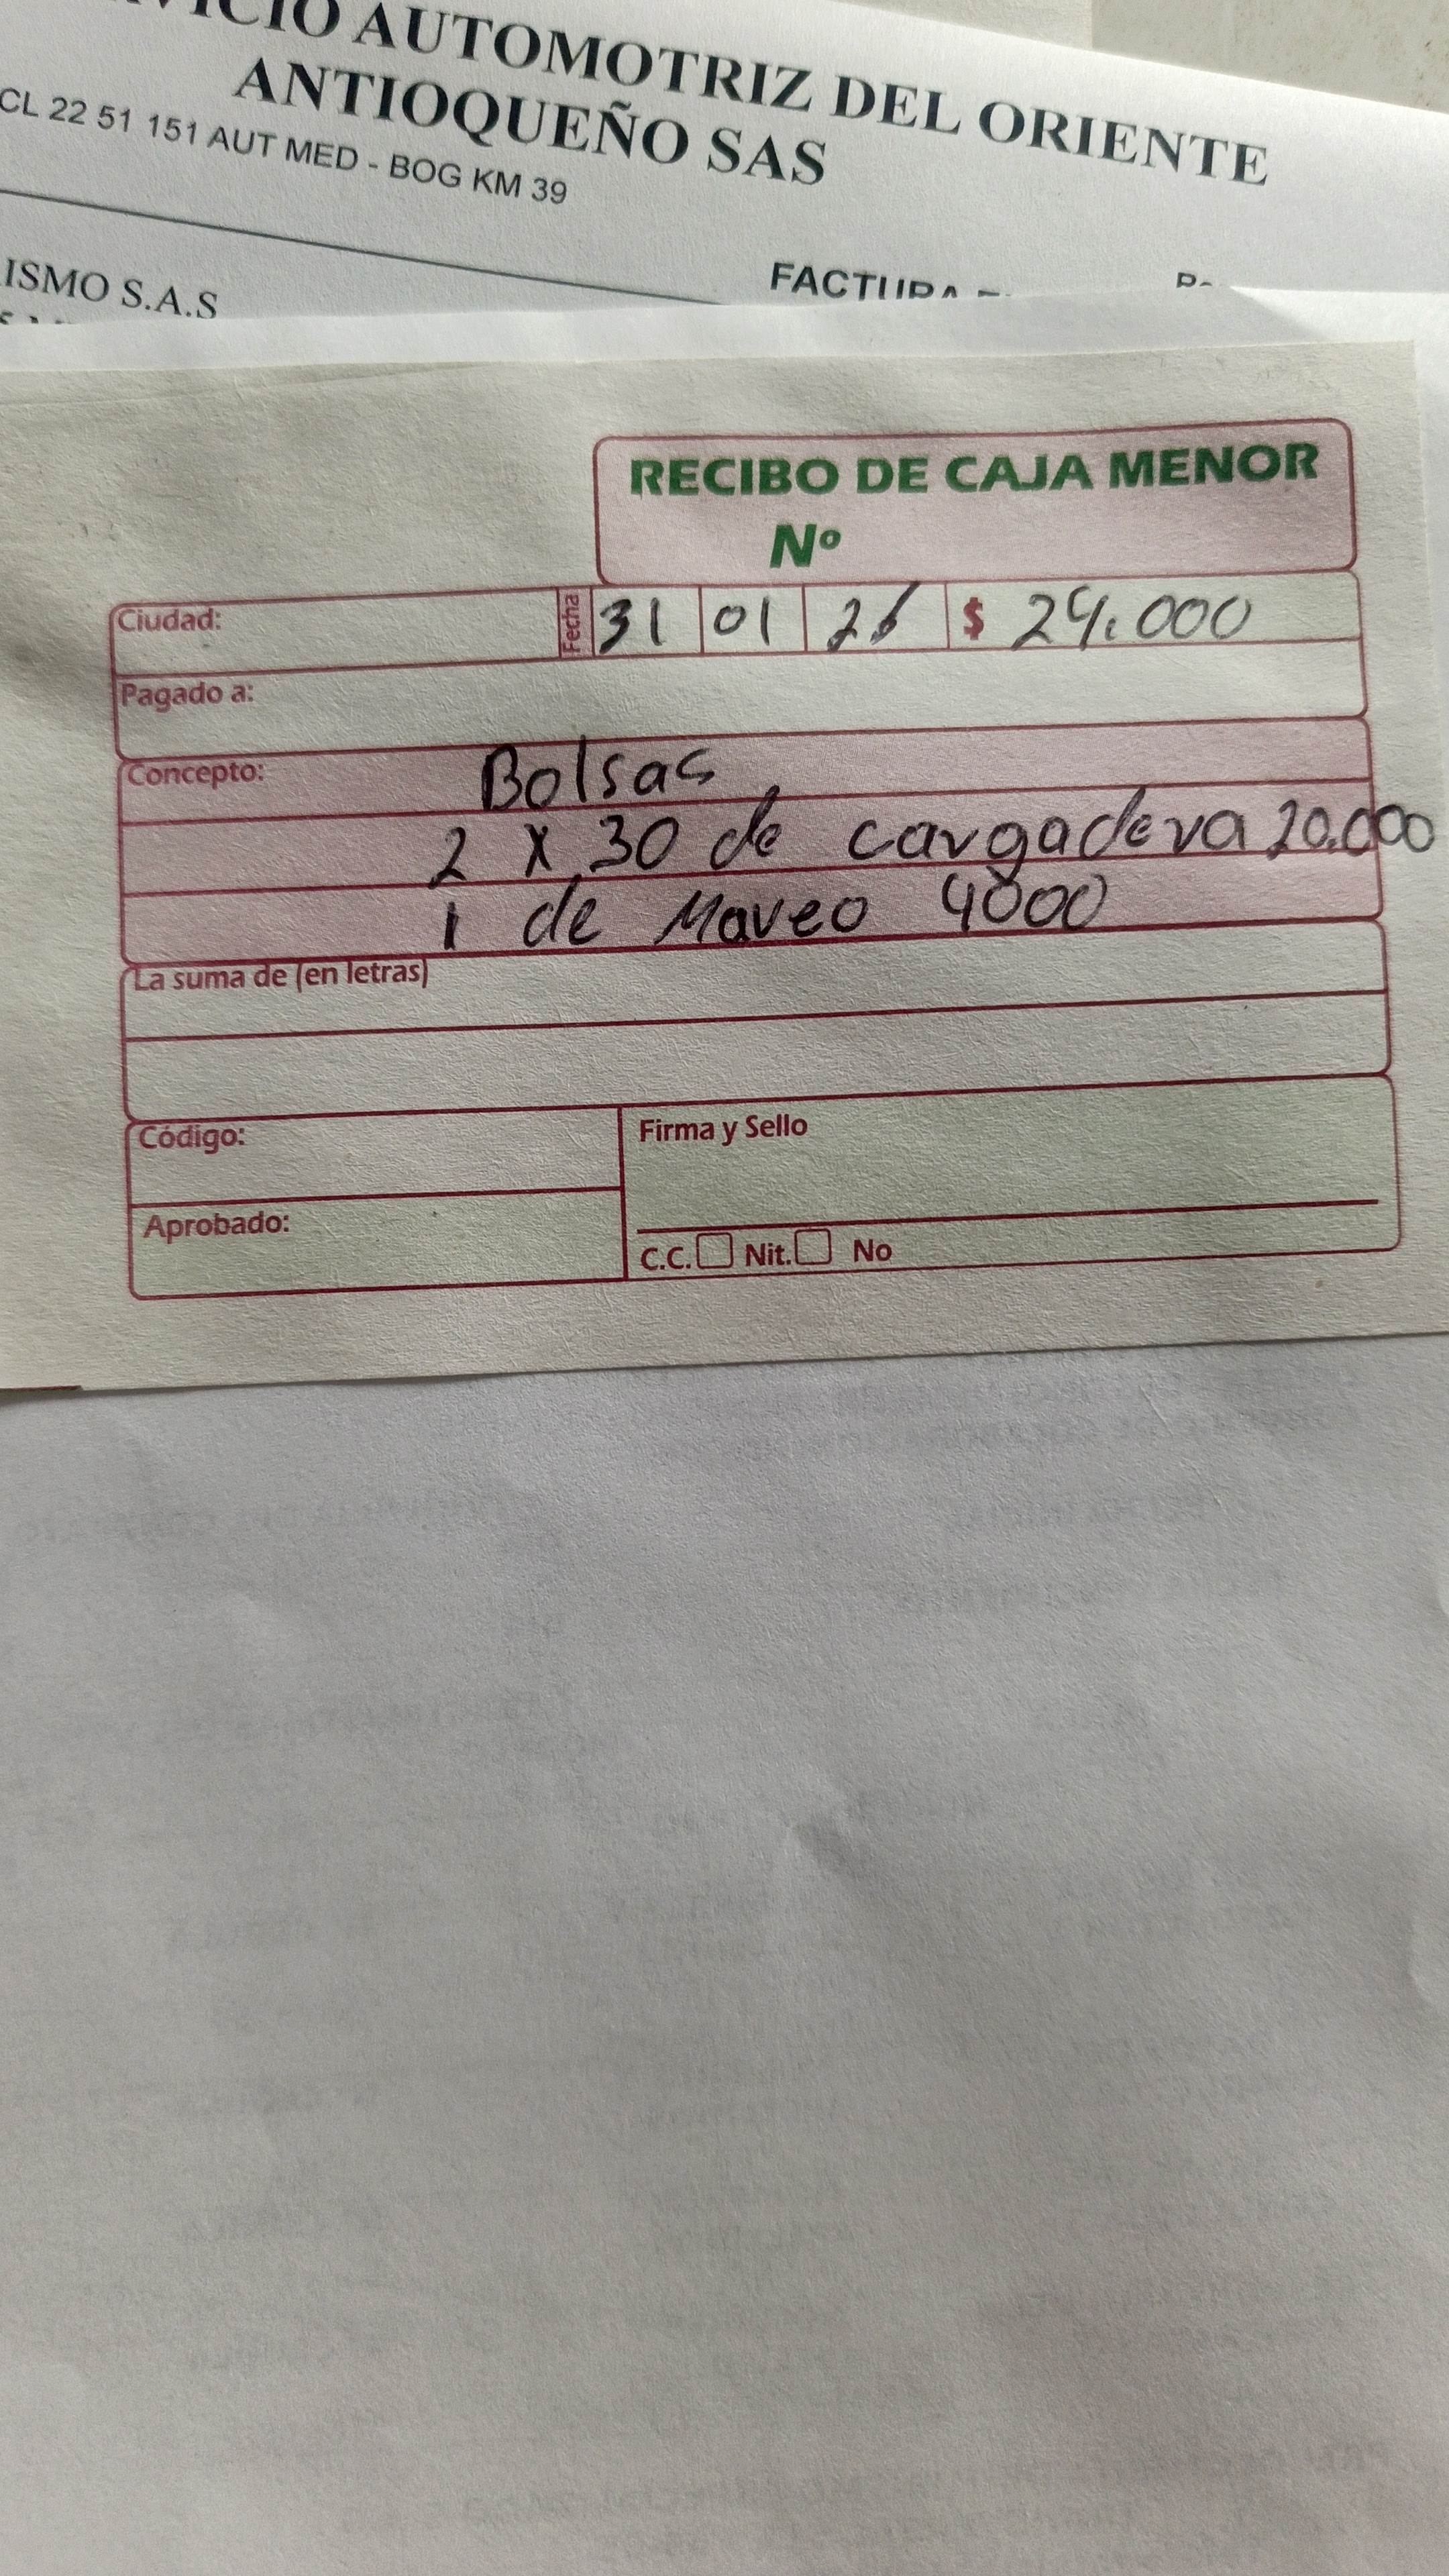 AUTOMOTRIZ DEL ORIENTE
ANTIOQUEÑO SAS
CL 22 51 151 AUT MED - BOG KM 39
ISMO S.A.S
FACTURA
RECIBO DE CAJA MENOR
Nº
Ciudad: Fecha 31 01 26 $ 24.000
Pagado a:
Concepto: Bolsas
2 x 30 de cargadera 20.000
1 de Mareo 4000
La suma de (en letras)
Código:
Firma y Sello
Aprobado:
C.C. Nit. No